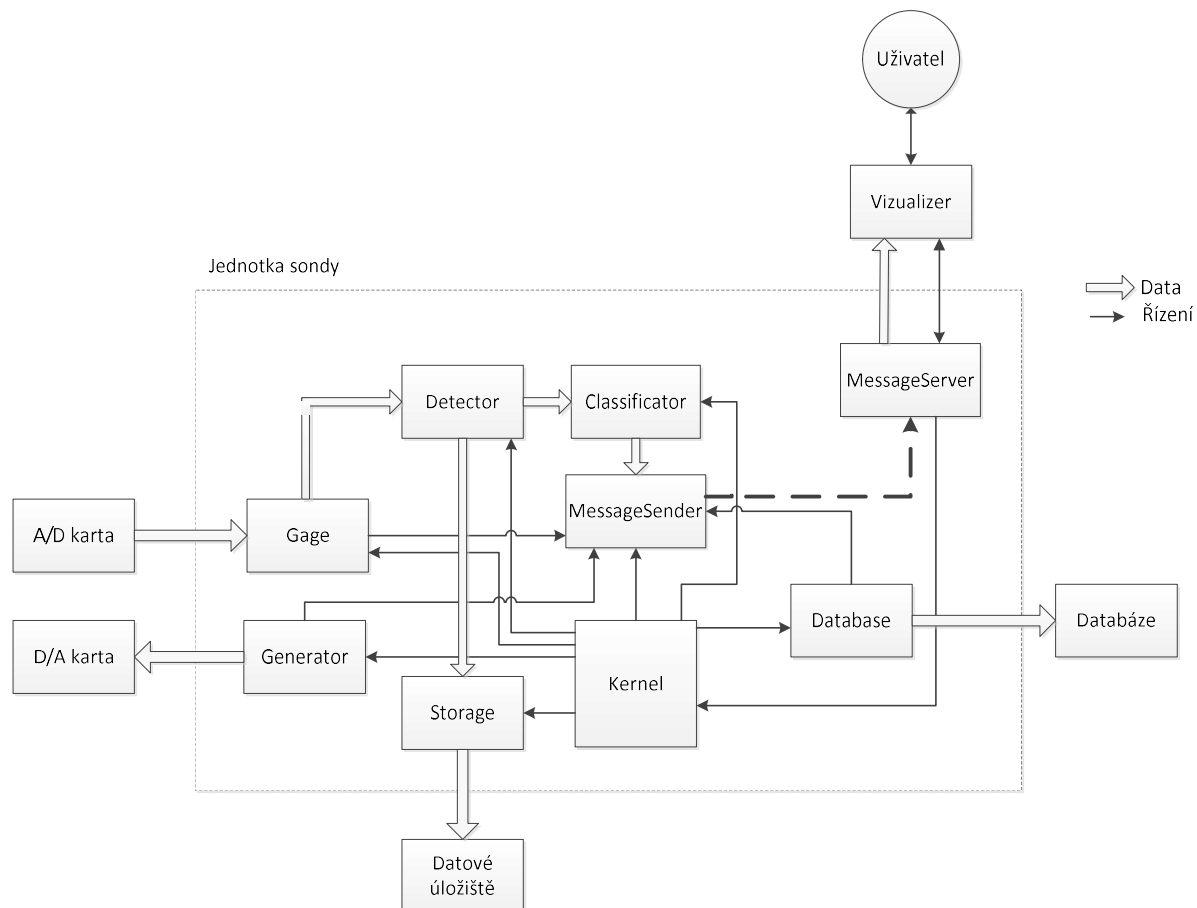 Uživatel
Vizualizer
Jednotka sondy
Data
Řízení
MessageServer
Detector
Classificator
MessageSender
A/D karta
Gage
D/A karta
Generator
Kernel
Database
Databáze
Storage
Datové
úložiště